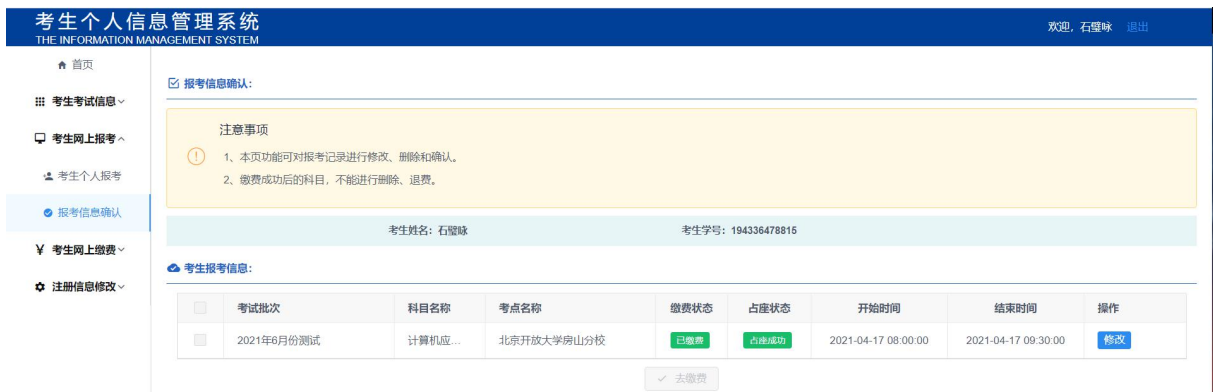 考生个人信息管理系统
THE INFORMATION MANAGEMENT SYSTEM
欢迎, 石璧咏 退出
首页
考生考试信息
考生网上报考
考生个人报考
报考信息确认
考生网上缴费
注册信息修改
报考信息确认:
注意事项
1、本页功能可对报考记录进行修改、删除和确认。
2、缴费成功后的科目，不能进行删除、退费。
考生姓名: 石璧咏 考生学号: 194336478815
考生报考信息:
考试批次 科目名称 考点名称 缴费状态 占座状态 开始时间 结束时间 操作
2021年6月份测试 计算机应... 北京开放大学房山分校 已缴费 占座成功 2021-04-17 08:00:00 2021-04-17 09:30:00 修改
去缴费